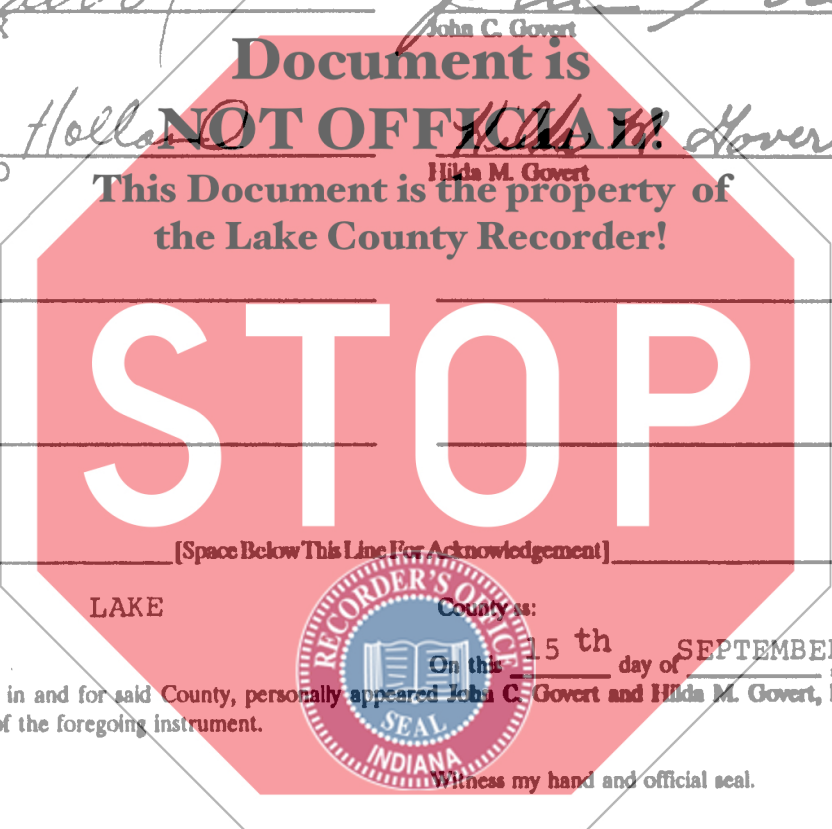 John C. Govert
Document is
Holland
NOT OFFICIAL!
Hilda M. Govert
Hilda M. Govert
This Document is the property of
the Lake County Recorder!
STOP
[Space Below This Line For Acknowledgement]
RECORDER'S OFFICE
SEAL
INDIANA
LAKE County ss:
On this 15 th day of SEPTEMBE
in and for said County, personally appeared John C. Govert and Hilda M. Govert,
of the foregoing instrument.
Witness my hand and official seal.